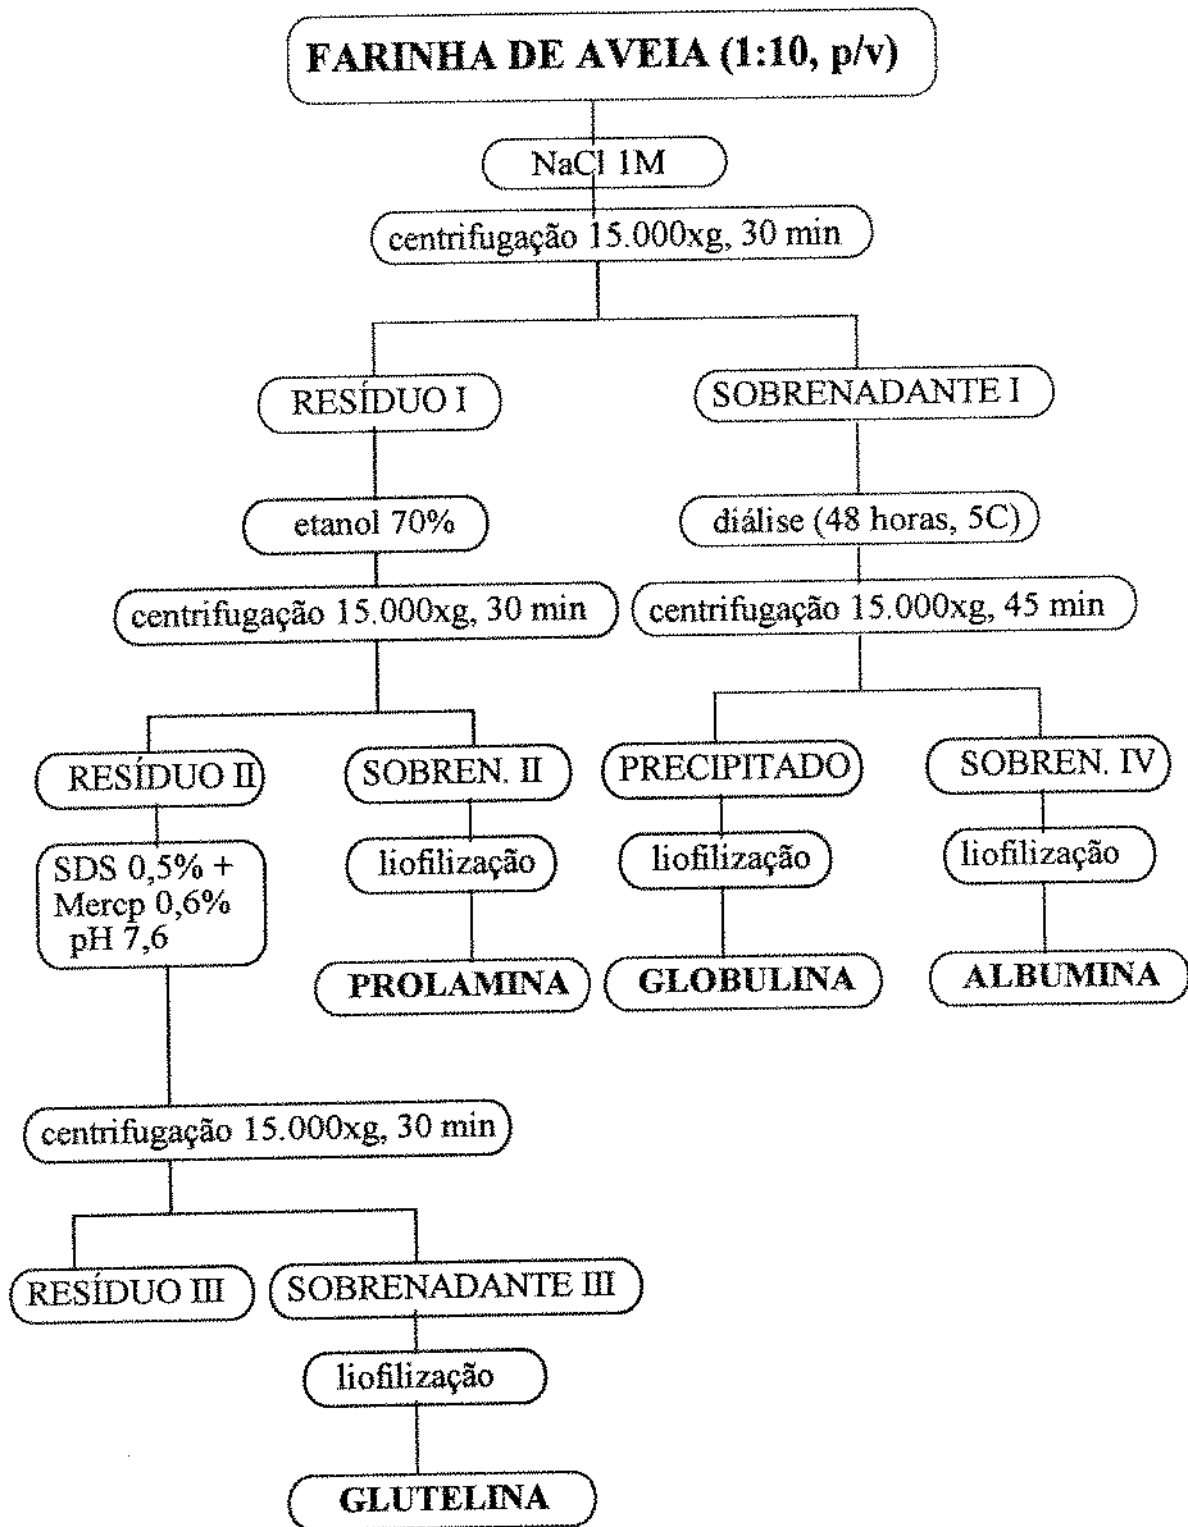 FARINHA DE AVEIA (1:10, p/v)
NaCl 1M
centrifugação 15.000xg, 30 min
RESÍDUO I
SOBRENADANTE I
etanol 70%
diálise (48 horas, 5C)
centrifugação 15.000xg, 30 min
centrifugação 15.000xg, 45 min
RESÍDUO II
SOBREN. II
PRECIPITADO
SOBREN. IV
SDS 0,5% +
Mercp 0,6%
pH 7,6
liofilização
liofilização
liofilização
PROLAMINA
GLOBULINA
ALBUMINA
centrifugação 15.000xg, 30 min
RESÍDUO III
SOBRENADANTE III
liofilização
GLUTELINA